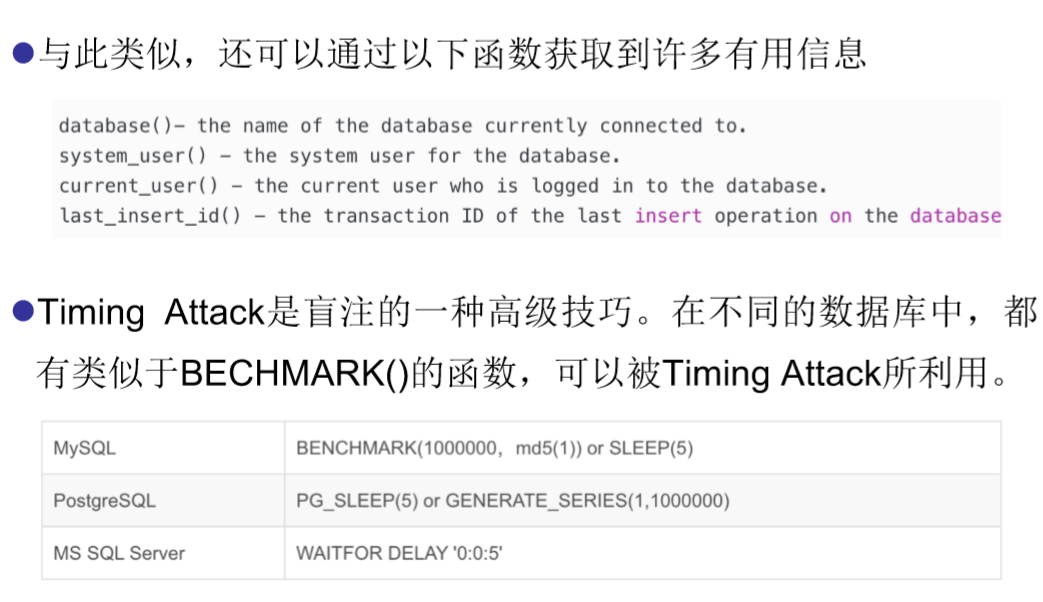 ●与此类似，还可以通过以下函数获取到许多有用信息
database()– the name of the database currently connected to.
system_user() – the system user for the database.
current_user() – the current user who is logged in to the database.
last_insert_id() – the transaction ID of the last insert operation on the database
●Timing Attack是盲注的一种高级技巧。在不同的数据库中，都
有类似于BECHMARK()的函数，可以被Timing Attack所利用。
MySQL BENCHMARK(1000000，md5(1)) or SLEEP(5)
PostgreSQL PG_SLEEP(5) or GENERATE_SERIES(1,1000000)
MS SQL Server WAITFOR DELAY '0:0:5'